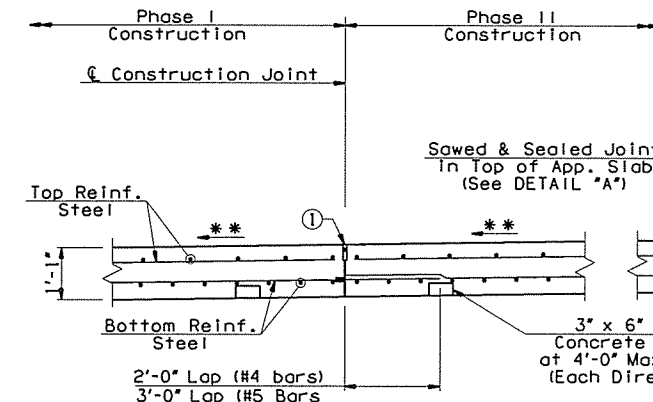 Phase I
Construction
Phase II
Construction
℄ Construction Joint
Sawed & Sealed Joint
in Top of App. Slab
(See DETAIL "A")
Top Reinf.
Steel
**
1
**
1'-1"
Bottom Reinf.
Steel
3" x 6"
Concrete
at 4'-0" Ma
(Each Dire
2'-0" Lap (#4 bars)
3'-0" Lap (#5 Bars